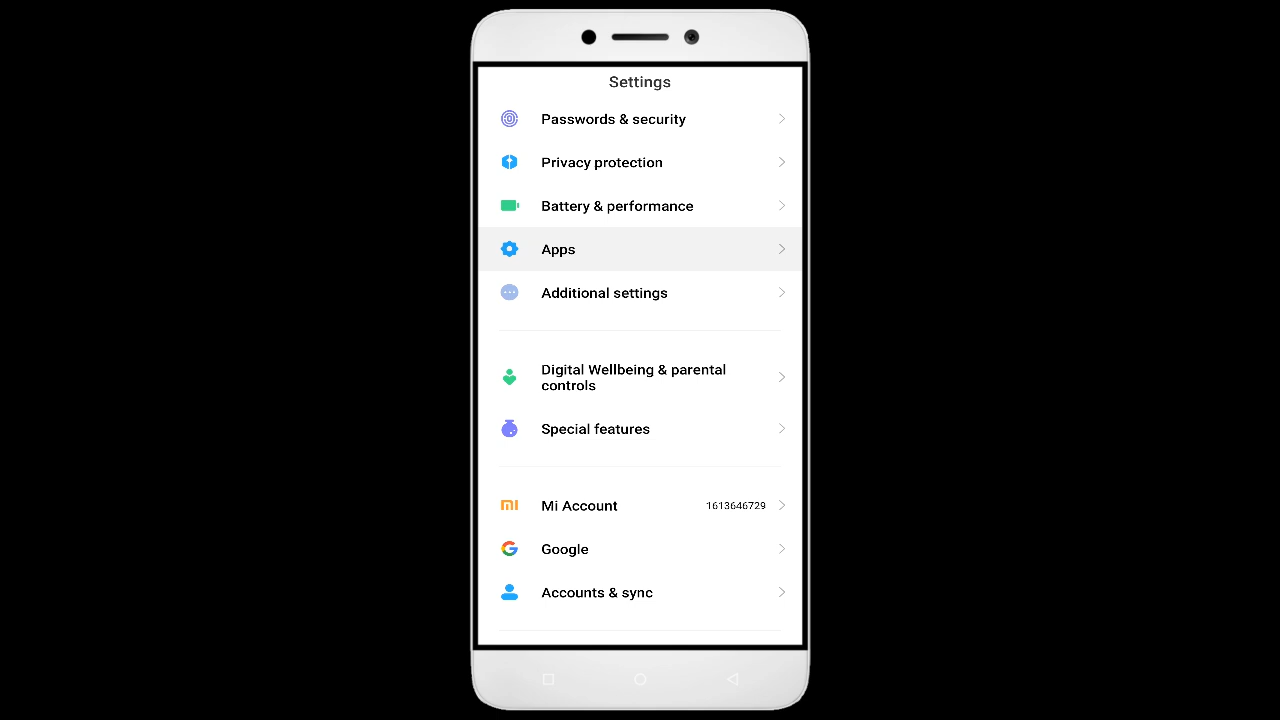 Settings
Passwords & security
Privacy protection
Battery & performance
Apps
Additional settings
Digital Wellbeing & parental
controls
Special features
Mi Account 1613646729
Google
Accounts & sync